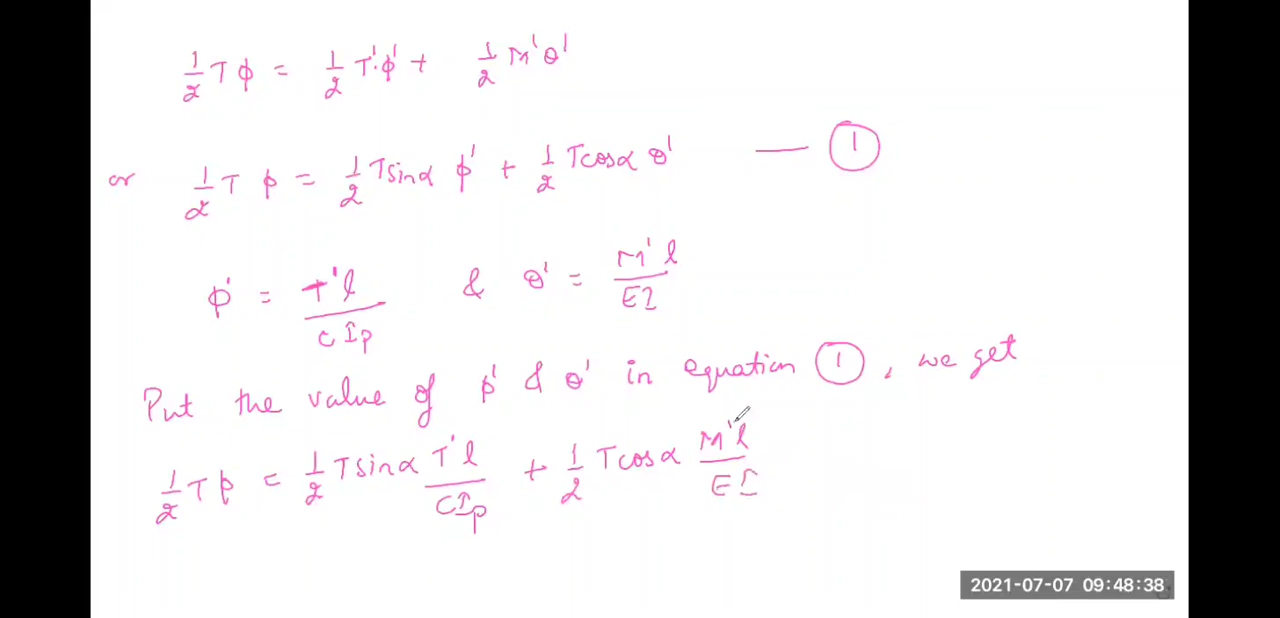 1/2 T ϕ = 1/2 T'·ϕ' + 1/2 M'θ'
or 1/2 T ϕ = 1/2 T sinα ϕ' + 1/2 T cosα θ' — ①
ϕ' = T'l / CIp & θ' = M'l / EI
Put the value of ϕ' & θ' in equation ①, we get
1/2 T ϕ = 1/2 T sinα T'l / CIp + 1/2 T cosα M'l / EI
2021-07-07 09:48:38